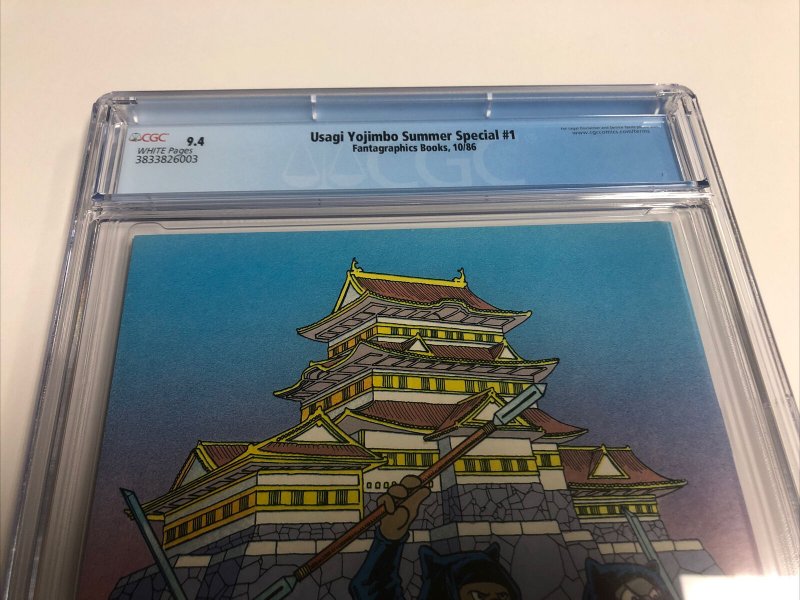 CGC 9.4
WHITE Pages
3833826003
Usagi Yojimbo Summer Special #1
Fantagraphics Books, 10/86
CGC
www.cgccomics.com/terms